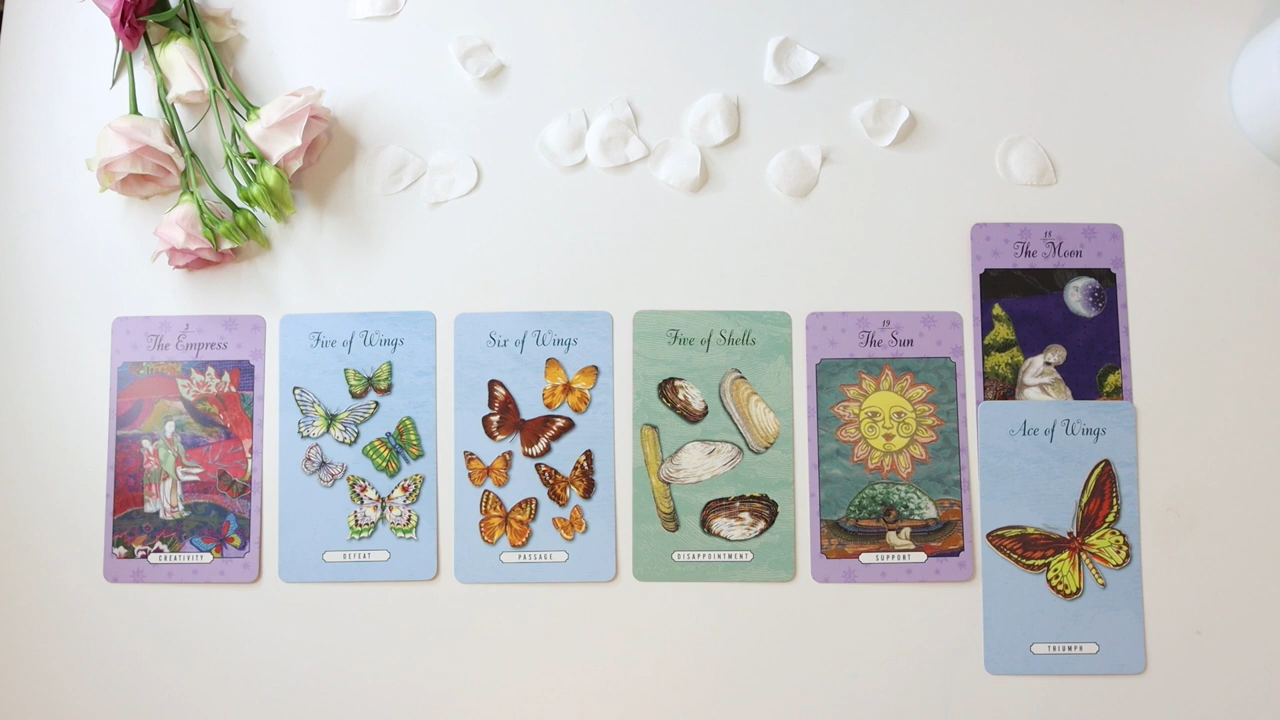 3
The Empress
CREATIVITY
Five of Wings
DEFEAT
Six of Wings
PASSAGE
Five of Shells
DISAPPOINTMENT
19
The Sun
SUPPORT
18
The Moon
Ace of Wings
TRIUMPH